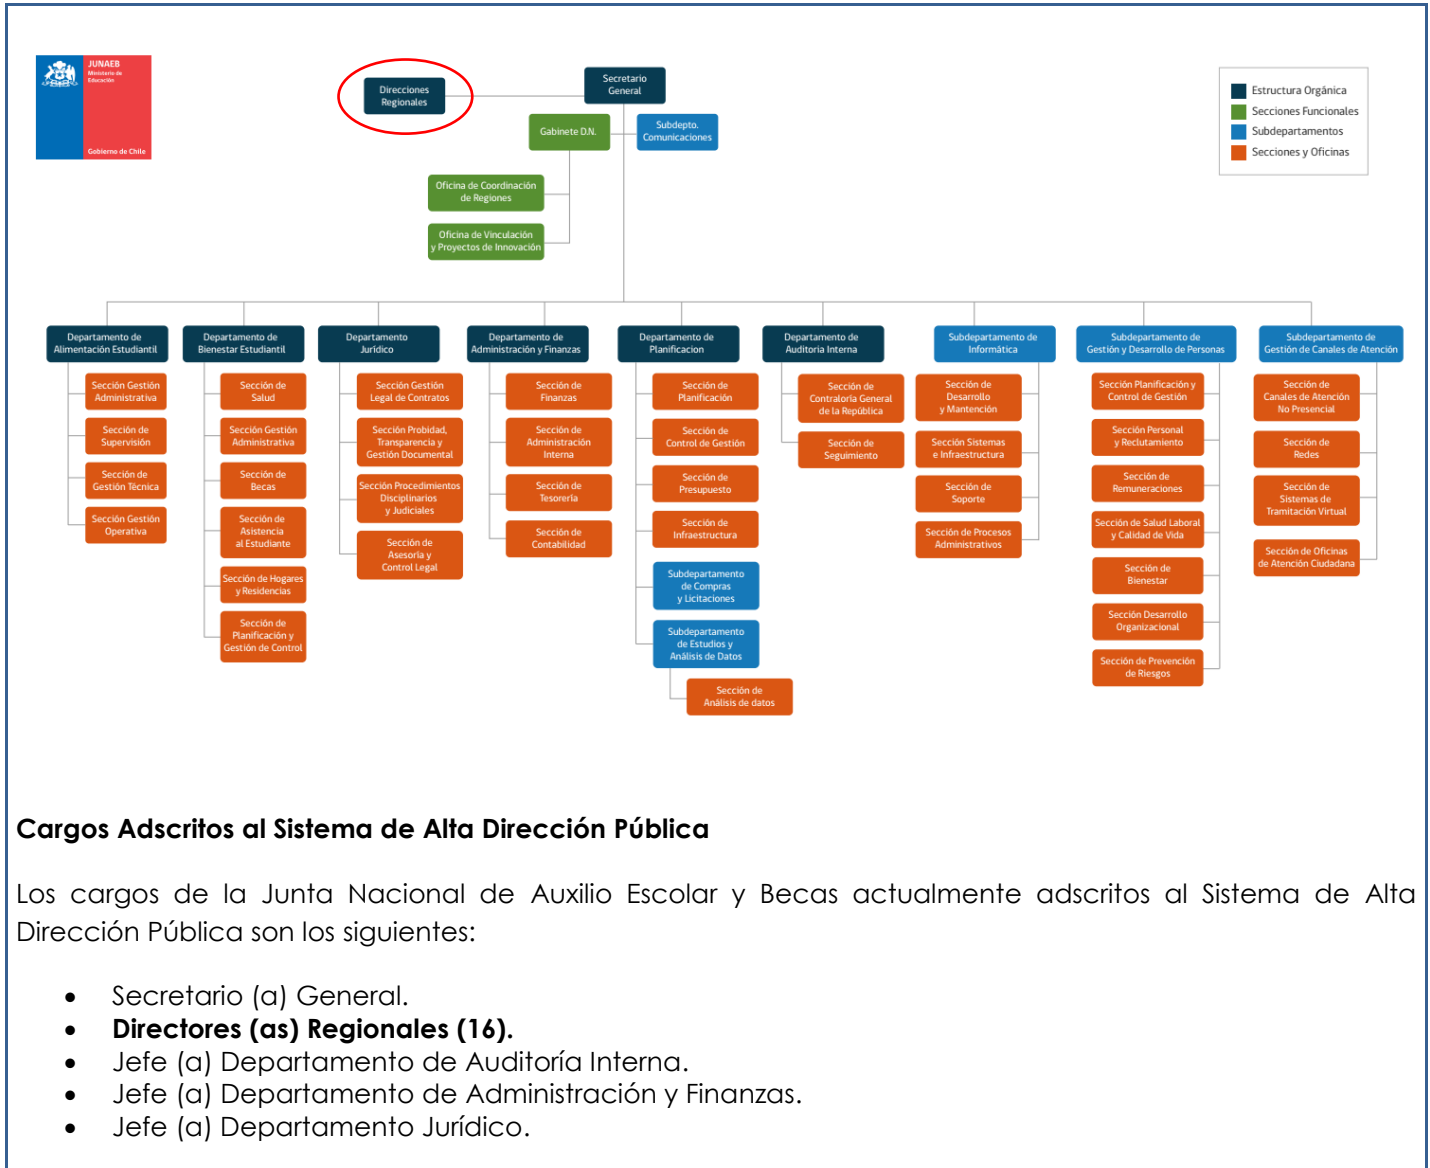 JUNAEB
Ministerio de
Educación
Gobierno de Chile
Direcciones
Regionales
Secretario
General
Gabinete D.N.
Subdepto.
Comunicaciones
Oficina de Coordinación
de Regiones
Oficina de Vinculación
y Proyectos de Innovación
Estructura Orgánica
Secciones Funcionales
Subdepartamentos
Secciones y Oficinas
Departamento de
Alimentación Estudiantil
Sección Gestión
Administrativa
Sección de
Supervisión
Sección de
Gestión Técnica
Sección Gestión
Operativa
Departamento de
Bienestar Estudiantil
Sección de
Salud
Sección Gestión
Administrativa
Sección de
Becas
Sección de
Asistencia
al Estudiante
Sección de Hogares
y Residencias
Sección de
Planificación y
Gestión de Control
Departamento
Jurídico
Sección Gestión
Legal de Contratos
Sección Probidad,
Transparencia y
Gestión Documental
Sección Procedimientos
Disciplinarios
y Judiciales
Sección de
Asesoría y
Control Legal
Departamento de
Administración y Finanzas
Sección de
Finanzas
Sección de
Administración
Interna
Sección de
Tesorería
Sección de
Contabilidad
Departamento de
Planificacion
Sección de
Planificación
Sección de
Control de Gestión
Sección de
Presupuesto
Sección de
Infraestructura
Subdepartamento
de Compras
y Licitaciones
Subdepartamento
de Estudios y
Análisis de Datos
Sección de
Análisis de datos
Departamento de
Auditoria Interna
Sección de
Contraloría General
de la República
Sección de
Seguimiento
Subdepartamento de
Informática
Sección de
Desarrollo
y Mantención
Sección Sistemas
e Infraestructura
Sección de
Soporte
Sección de Procesos
Administrativos
Subdepartamento de
Gestión y Desarrollo de Personas
Sección Planificación y
Control de Gestión
Sección Personal
y Reclutamiento
Sección de
Remuneraciones
Sección de Salud Laboral
y Calidad de Vida
Sección de
Bienestar
Sección Desarrollo
Organizacional
Sección de Prevención
de Riesgos
Subdepartamento de
Gestión de Canales de Atención
Sección de
Canales de Atención
No Presencial
Sección de
Redes
Sección de
Sistemas de
Tramitación Virtual
Sección de Oficinas
de Atención Ciudadana
Cargos Adscritos al Sistema de Alta Dirección Pública
Los cargos de la Junta Nacional de Auxilio Escolar y Becas actualmente adscritos al Sistema de Alta
Dirección Pública son los siguientes:
• Secretario (a) General.
• Directores (as) Regionales (16).
• Jefe (a) Departamento de Auditoría Interna.
• Jefe (a) Departamento de Administración y Finanzas.
• Jefe (a) Departamento Jurídico.